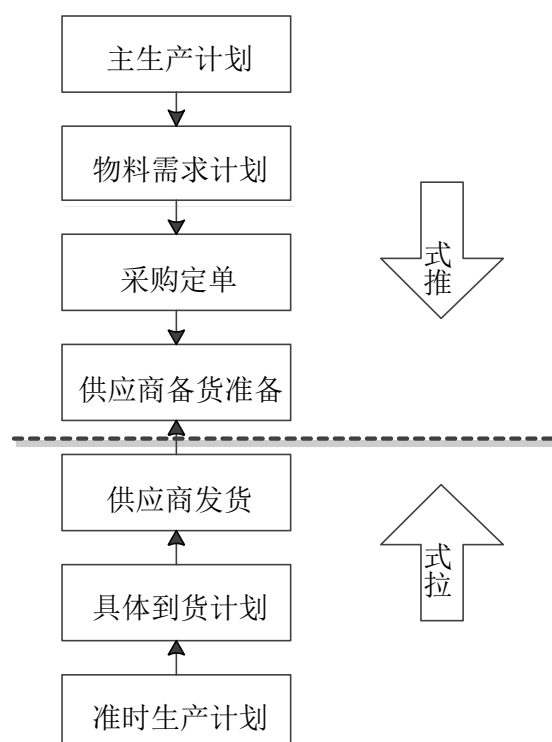 主生产计划
物料需求计划
采购定单
式推
供应商备货准备
供应商发货
式拉
具体到货计划
准时生产计划